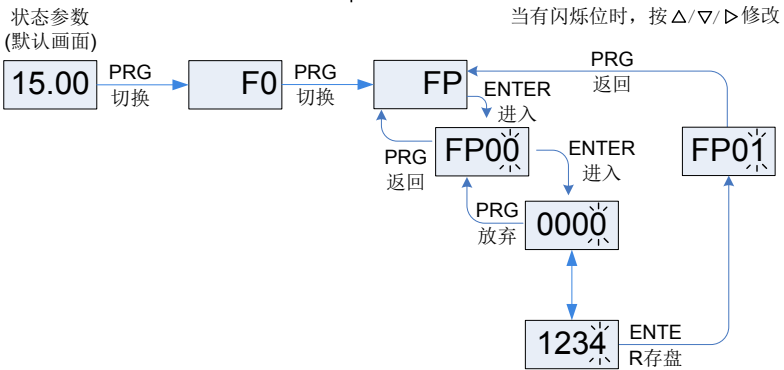 状态参数
(默认画面)
当有闪烁位时，按△/▽/▷修改
15.00
PRG
切换
F0
PRG
切换
FP
ENTER
进入
PRG
返回
FP00
PRG
返回
ENTER
进入
FP01
PRG
放弃
0000
1234
ENTE
R存盘